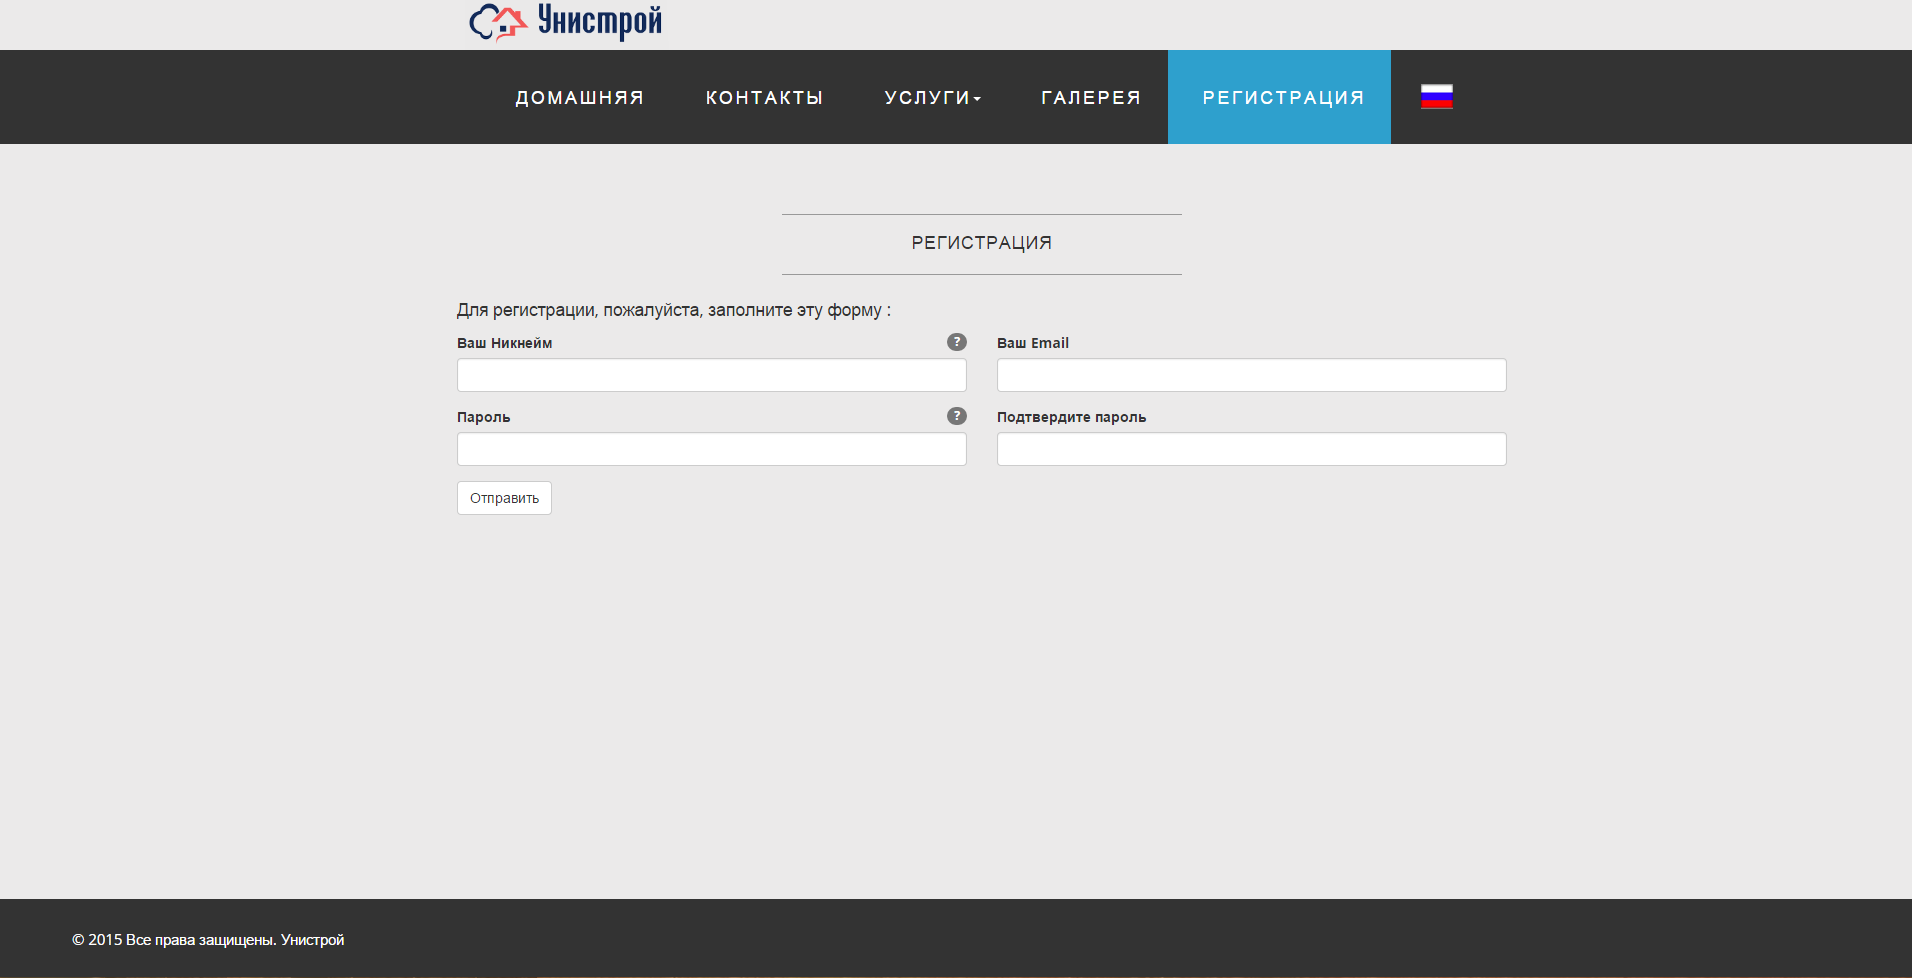 Унистрой
ДОМАШНЯЯ
КОНТАКТЫ
УСЛУГИ
ГАЛЕРЕЯ
РЕГИСТРАЦИЯ
РЕГИСТРАЦИЯ
Для регистрации, пожалуйста, заполните эту форму :
Ваш Никнейм
?
Ваш Email
Пароль
?
Подтвердите пароль
Отправить
© 2015 Все права защищены. Унистрой